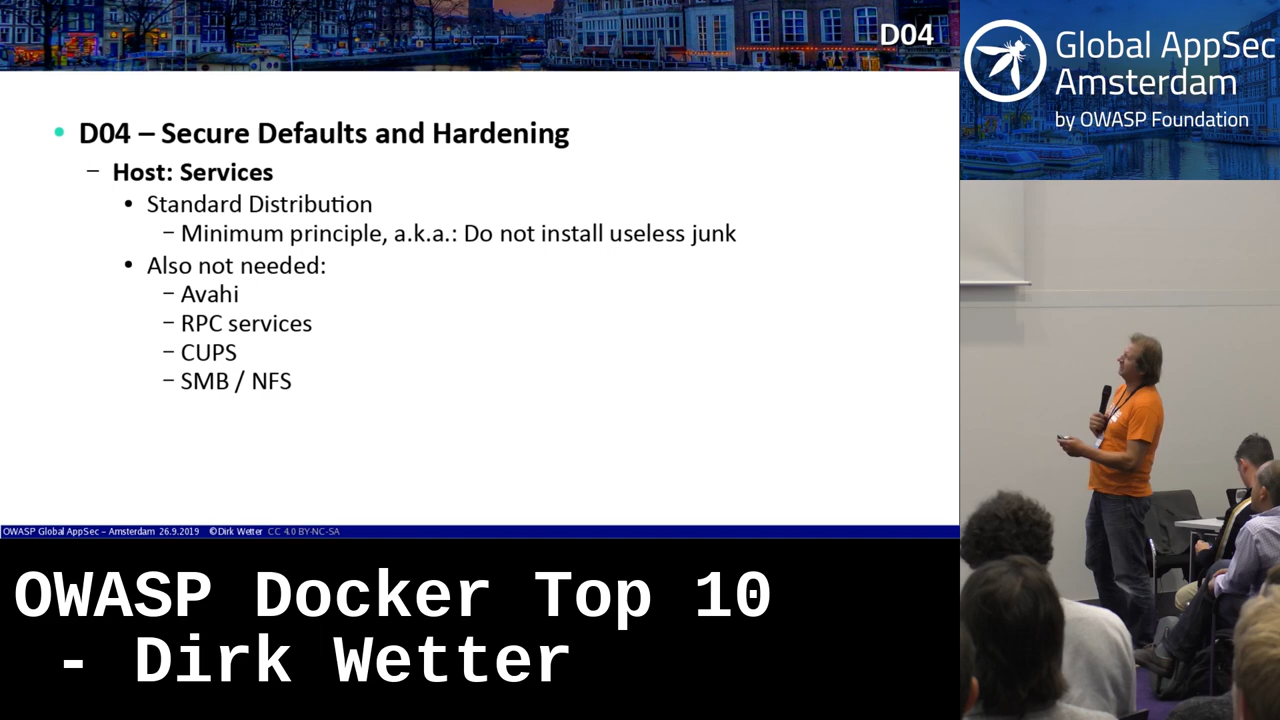 D04
Global AppSec
Amsterdam
by OWASP Foundation
• D04 – Secure Defaults and Hardening
– Host: Services
• Standard Distribution
– Minimum principle, a.k.a.: Do not install useless junk
• Also not needed:
– Avahi
– RPC services
– CUPS
– SMB / NFS
OWASP Global AppSec – Amsterdam 26.9.2019 ©Dirk Wetter CC 4.0 BY-NC-SA
OWASP Docker Top 10
- Dirk Wetter